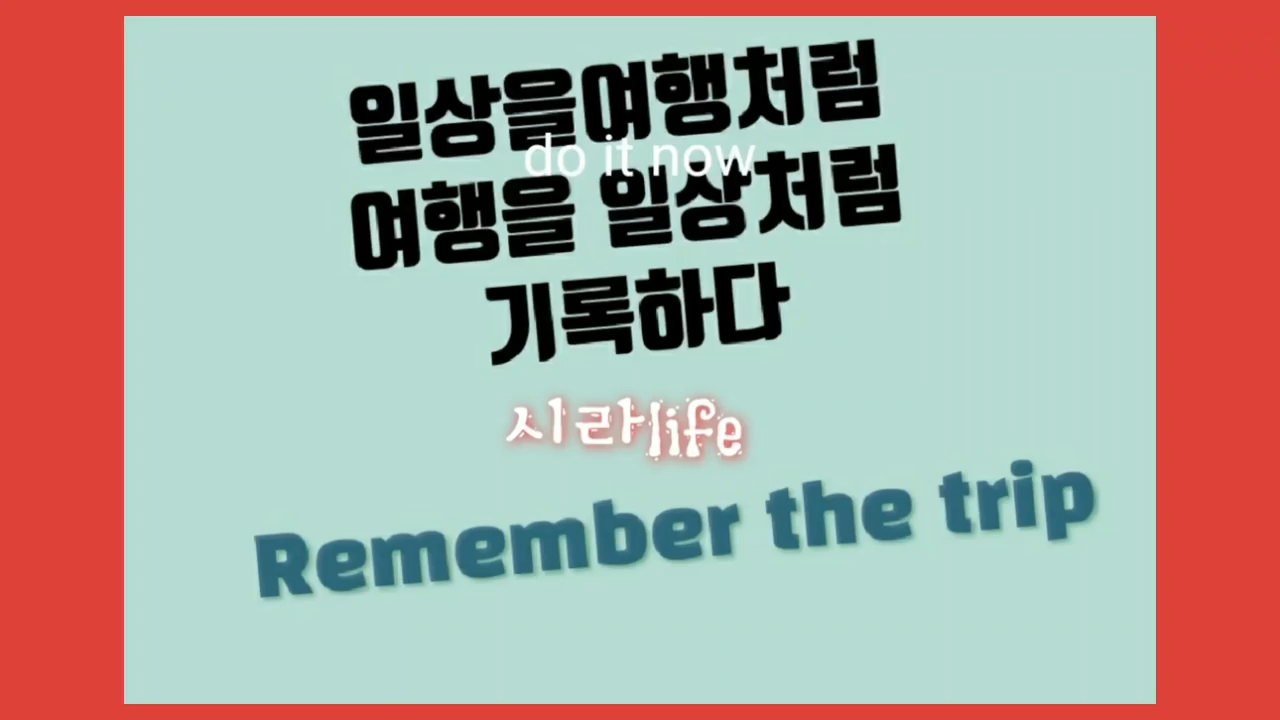 일상을여행처럼
do it now
여행을 일상처럼
기록하다
시라life
Remember the trip